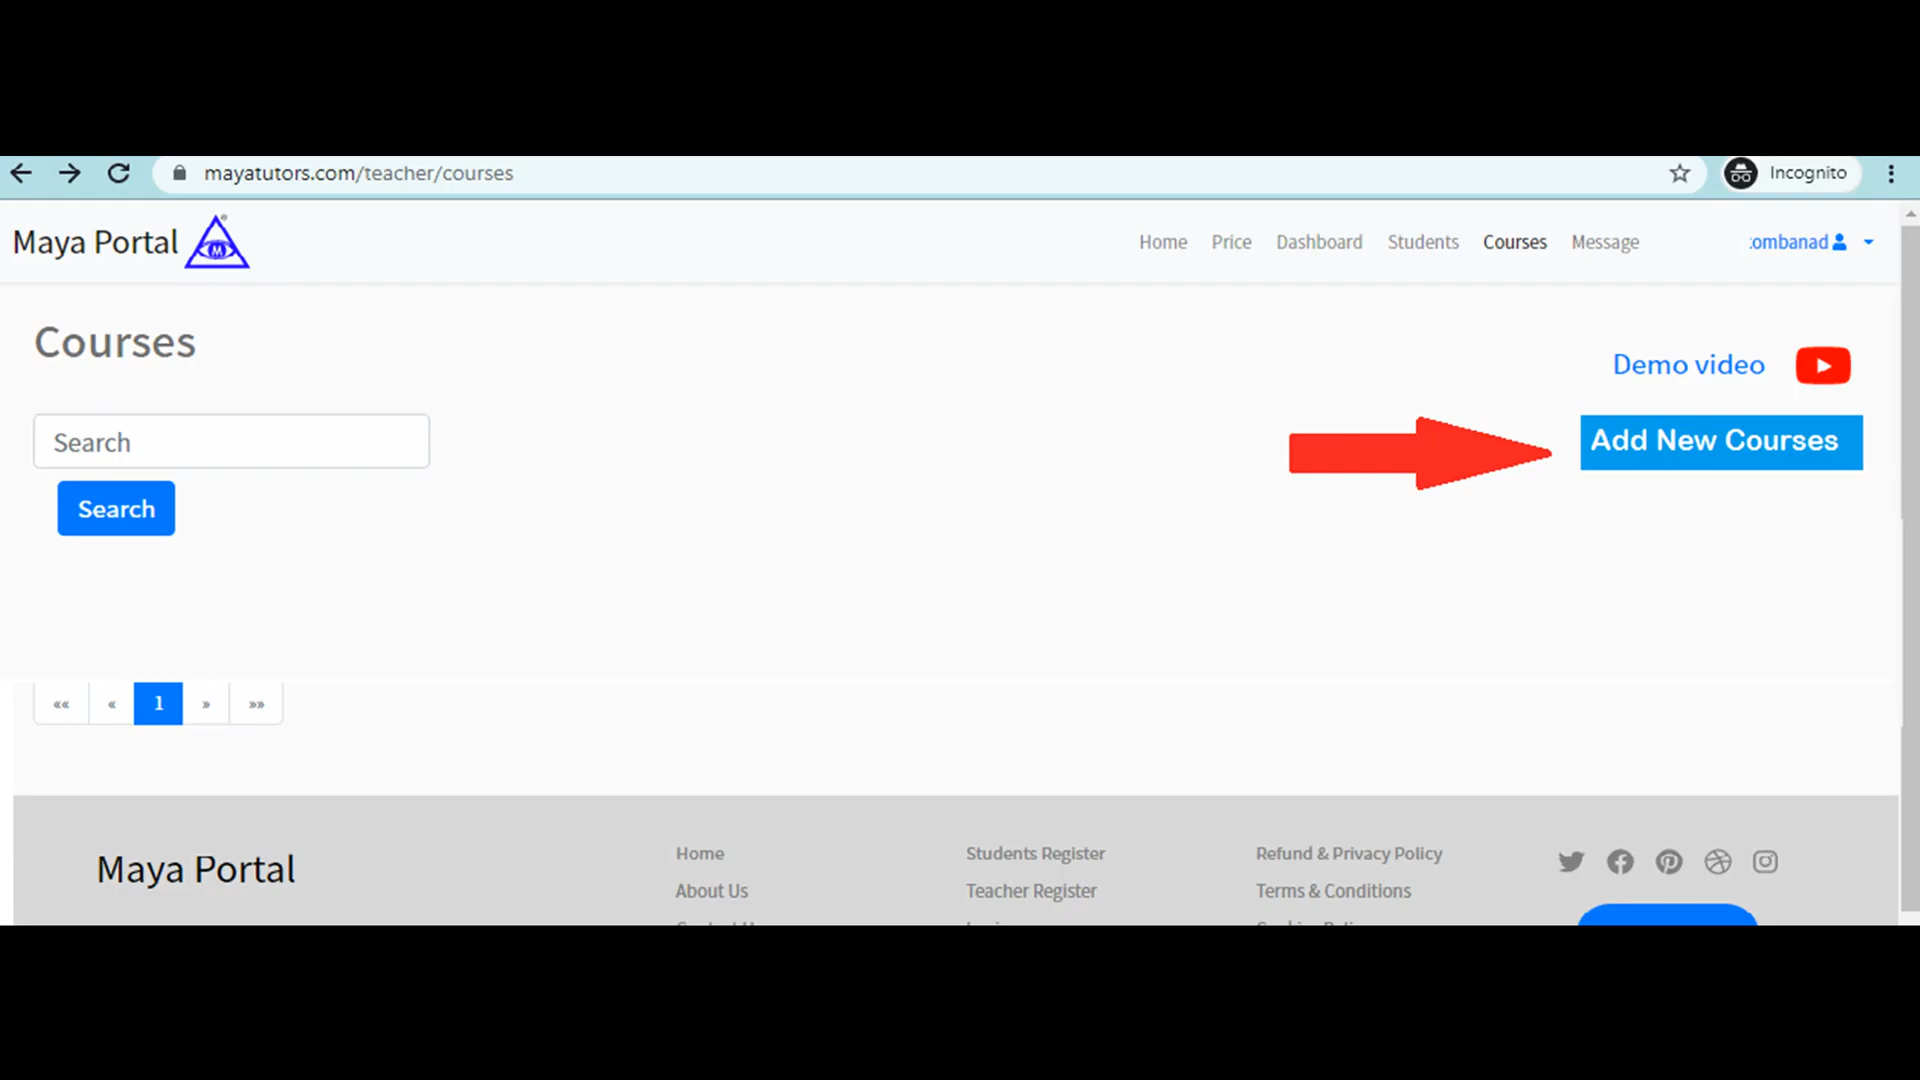 mayatutors.com/teacher/courses
Incognito
Maya Portal
M
Home Price Dashboard Students Courses Message
ombanad
Courses
Demo video
Search
Add New Courses
Search
«« « 1 » »»
Maya Portal
Home
Students Register
Refund & Privacy Policy
About Us
Teacher Register
Terms & Conditions